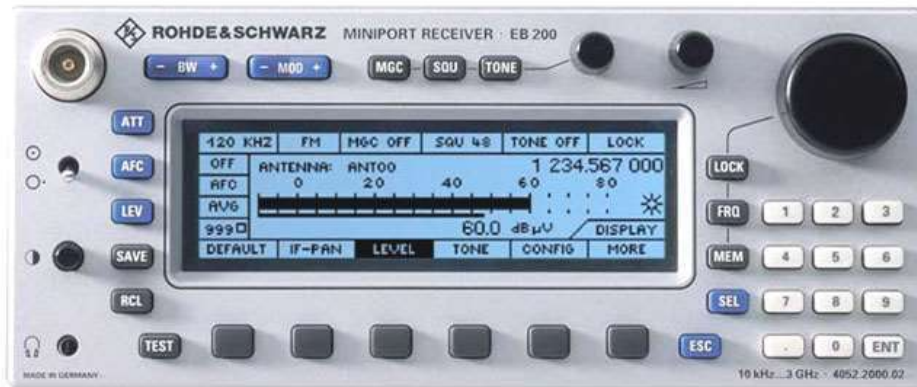 ROHDE&SCHWARZ MINIPORT RECEIVER · EB 200
- BW +
- MOD +
MGC
SQU
TONE
ATT
AFC
LEV
SAVE
RCL
TEST
120 KHZ FM MGC OFF SQU 48 TONE OFF LOCK
OFF ANTENNA: ANT00 1 234.567 000
AFC 0 20 40 60 80
AVG
999 60.0 dBµV DISPLAY
DEFAULT IF-PAN LEVEL TONE CONFIG MORE
LOCK
FRQ 1 2 3
MEM 4 5 6
SEL 7 8 9
ESC . 0 ENT
MADE IN GERMANY
10 kHz...3 GHz · 4052.2000.02